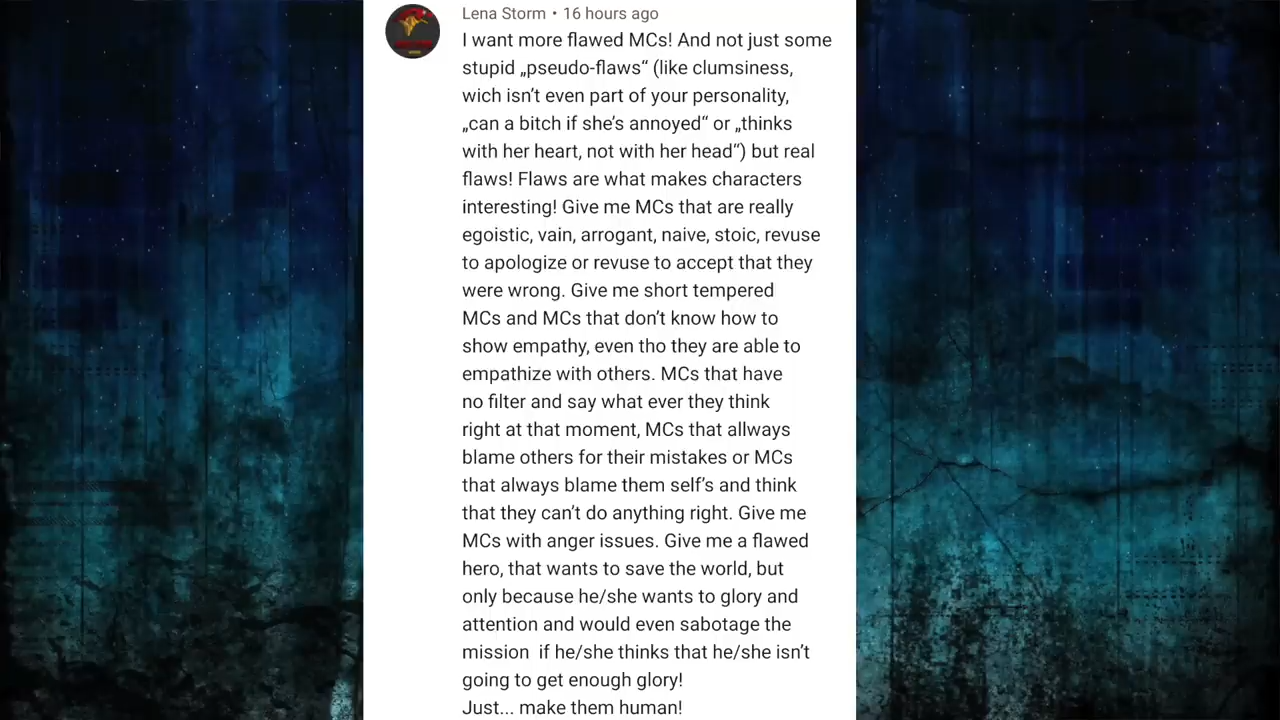 Lena Storm • 16 hours ago
I want more flawed MCs! And not just some
stupid „pseudo-flaws“ (like clumsiness,
wich isn’t even part of your personality,
„can a bitch if she’s annoyed“ or „thinks
with her heart, not with her head“) but real
flaws! Flaws are what makes characters
interesting! Give me MCs that are really
egoistic, vain, arrogant, naive, stoic, revuse
to apologize or revuse to accept that they
were wrong. Give me short tempered
MCs and MCs that don’t know how to
show empathy, even tho they are able to
empathize with others. MCs that have
no filter and say what ever they think
right at that moment, MCs that allways
blame others for their mistakes or MCs
that always blame them self’s and think
that they can’t do anything right. Give me
MCs with anger issues. Give me a flawed
hero, that wants to save the world, but
only because he/she wants to glory and
attention and would even sabotage the
mission  if he/she thinks that he/she isn’t
going to get enough glory!
Just... make them human!